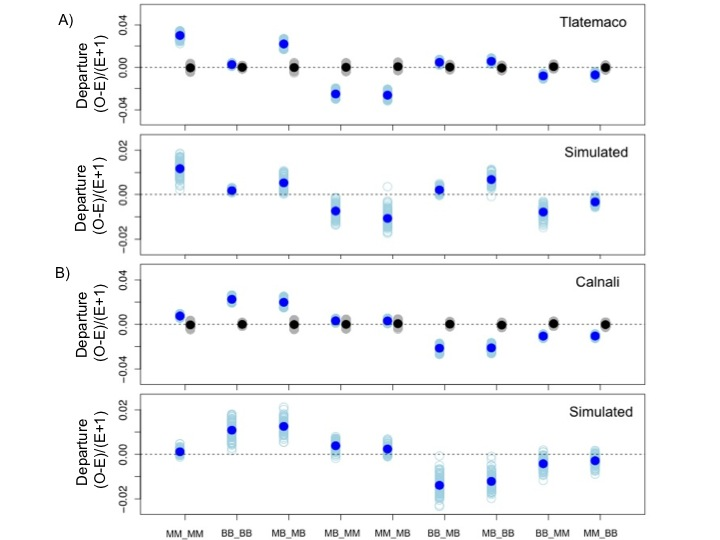 A)
Departure
(O-E)/(E+1)
0.04
0.00
−0.04
Tlatemaco
Departure
(O-E)/(E+1)
0.02
0.00
−0.02
Simulated
B)
Departure
(O-E)/(E+1)
0.04
0.00
−0.04
Calnali
Departure
(O-E)/(E+1)
0.02
0.00
−0.02
Simulated
MM_MM BB_BB MB_MB MB_MM MM_MB BB_MB MB_BB BB_MM MM_BB